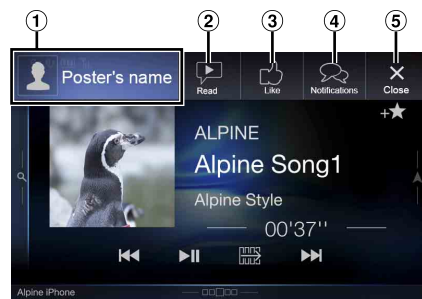 ① ② ③ ④ ⑤
Poster's name
Read
Like
Notifications
Close
ALPINE
Alpine Song1
Alpine Style
00'37''
Alpine iPhone